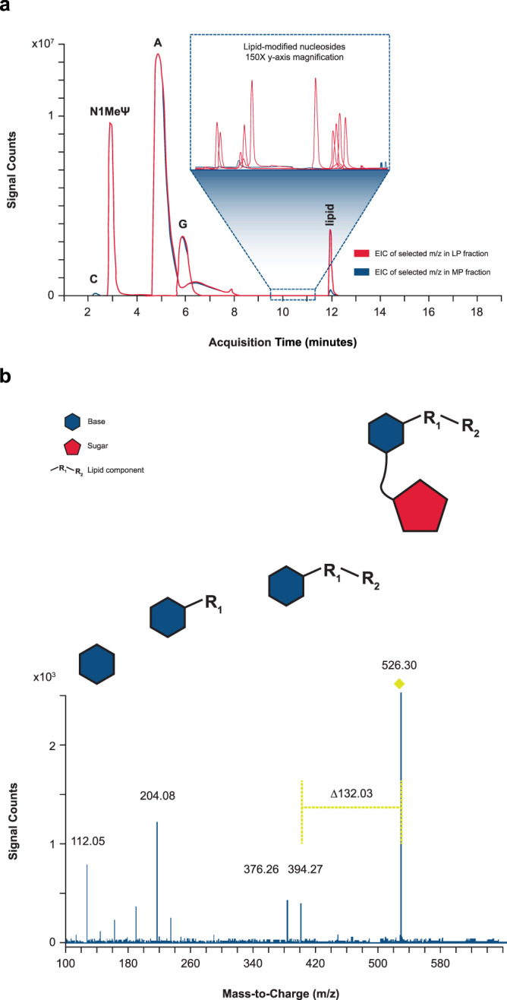 a
x10⁷
A
Lipid-modified nucleosides
150X y-axis magnification
N1MeΨ
1
Signal Counts
G
lipid
EIC of selected m/z in LP fraction
EIC of selected m/z in MP fraction
C
0
2 4 6 8 10 12 14 16 18
Acquisition Time (minutes)
b
Base
Sugar
R₁ R₂ Lipid component
R₁ R₂
R₁ R₂
R₁
x10³
526.30
2
Δ132.03
204.08
Signal Counts
1
112.05
376.26 394.27
0
100 180 260 340 420 500 580
Mass-to-Charge (m/z)